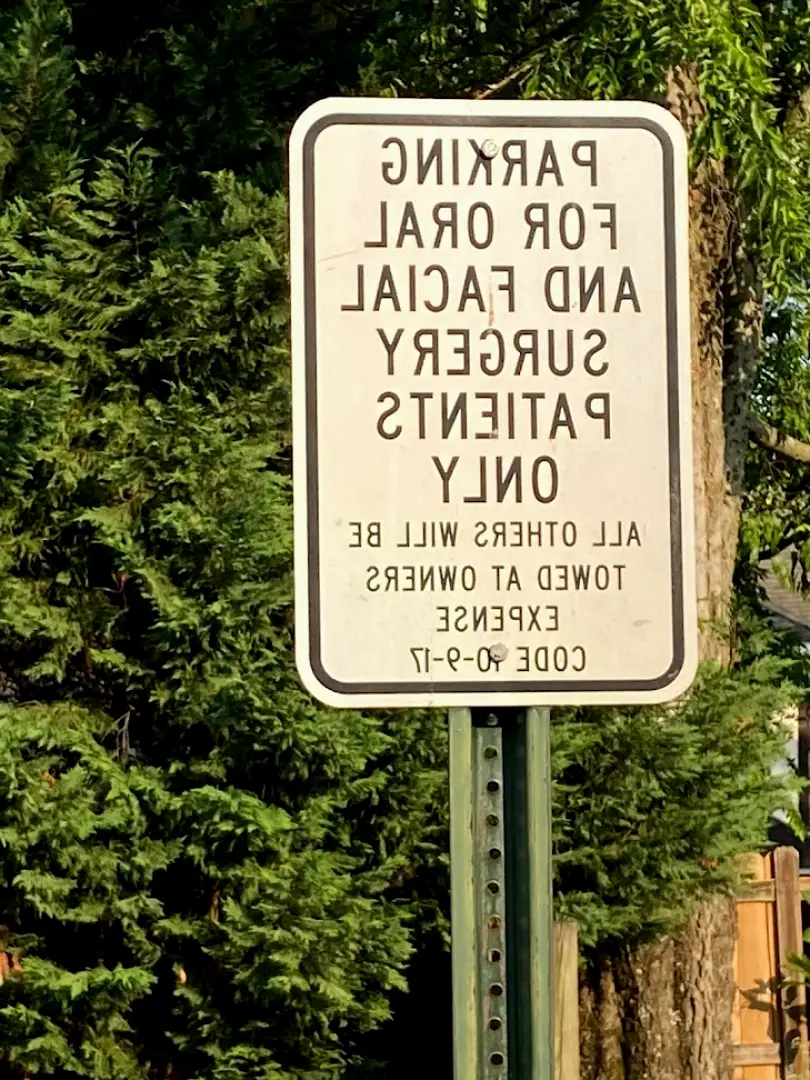 PARKING
FOR ORAL
AND FACIAL
SURGERY
PATIENTS
ONLY
ALL OTHERS WILL BE
TOWED AT OWNERS
EXPENSE
CODE 10-9-17